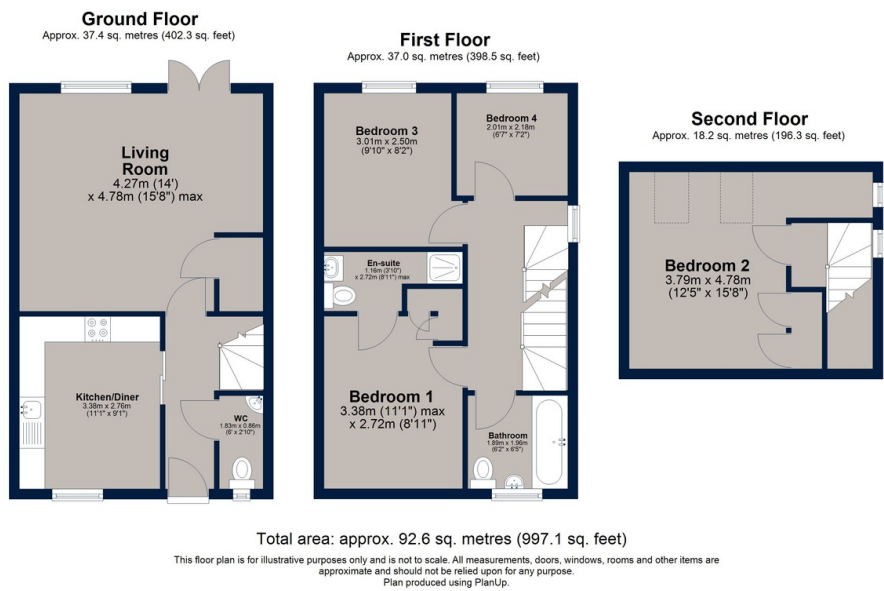 Ground Floor
Approx. 37.4 sq. metres (402.3 sq. feet)
Living
Room
4.27m (14')
x 4.78m (15'8") max
Kitchen/Diner
3.38m x 2.76m
(11'1" x 9'1")
WC
1.83m x 0.86m
(6' x 2'10")
First Floor
Approx. 37.0 sq. metres (398.5 sq. feet)
Bedroom 3
3.01m x 2.50m
(9'10" x 8'2")
Bedroom 4
2.01m x 2.18m
(6'7" x 7'2")
En-suite
1.16m (3'10")
x 2.72m (8'11") max
Bedroom 1
3.38m (11'1") max
x 2.72m (8'11")
Bathroom
1.89m x 1.96m
(6'2" x 6'5")
Second Floor
Approx. 18.2 sq. metres (196.3 sq. feet)
Bedroom 2
3.79m x 4.78m
(12'5" x 15'8")
Total area: approx. 92.6 sq. metres (997.1 sq. feet)
This floor plan is for illustrative purposes only and is not to scale. All measurements, doors, windows, rooms and other items are
approximate and should not be relied upon for any purpose.
Plan produced using PlanUp.